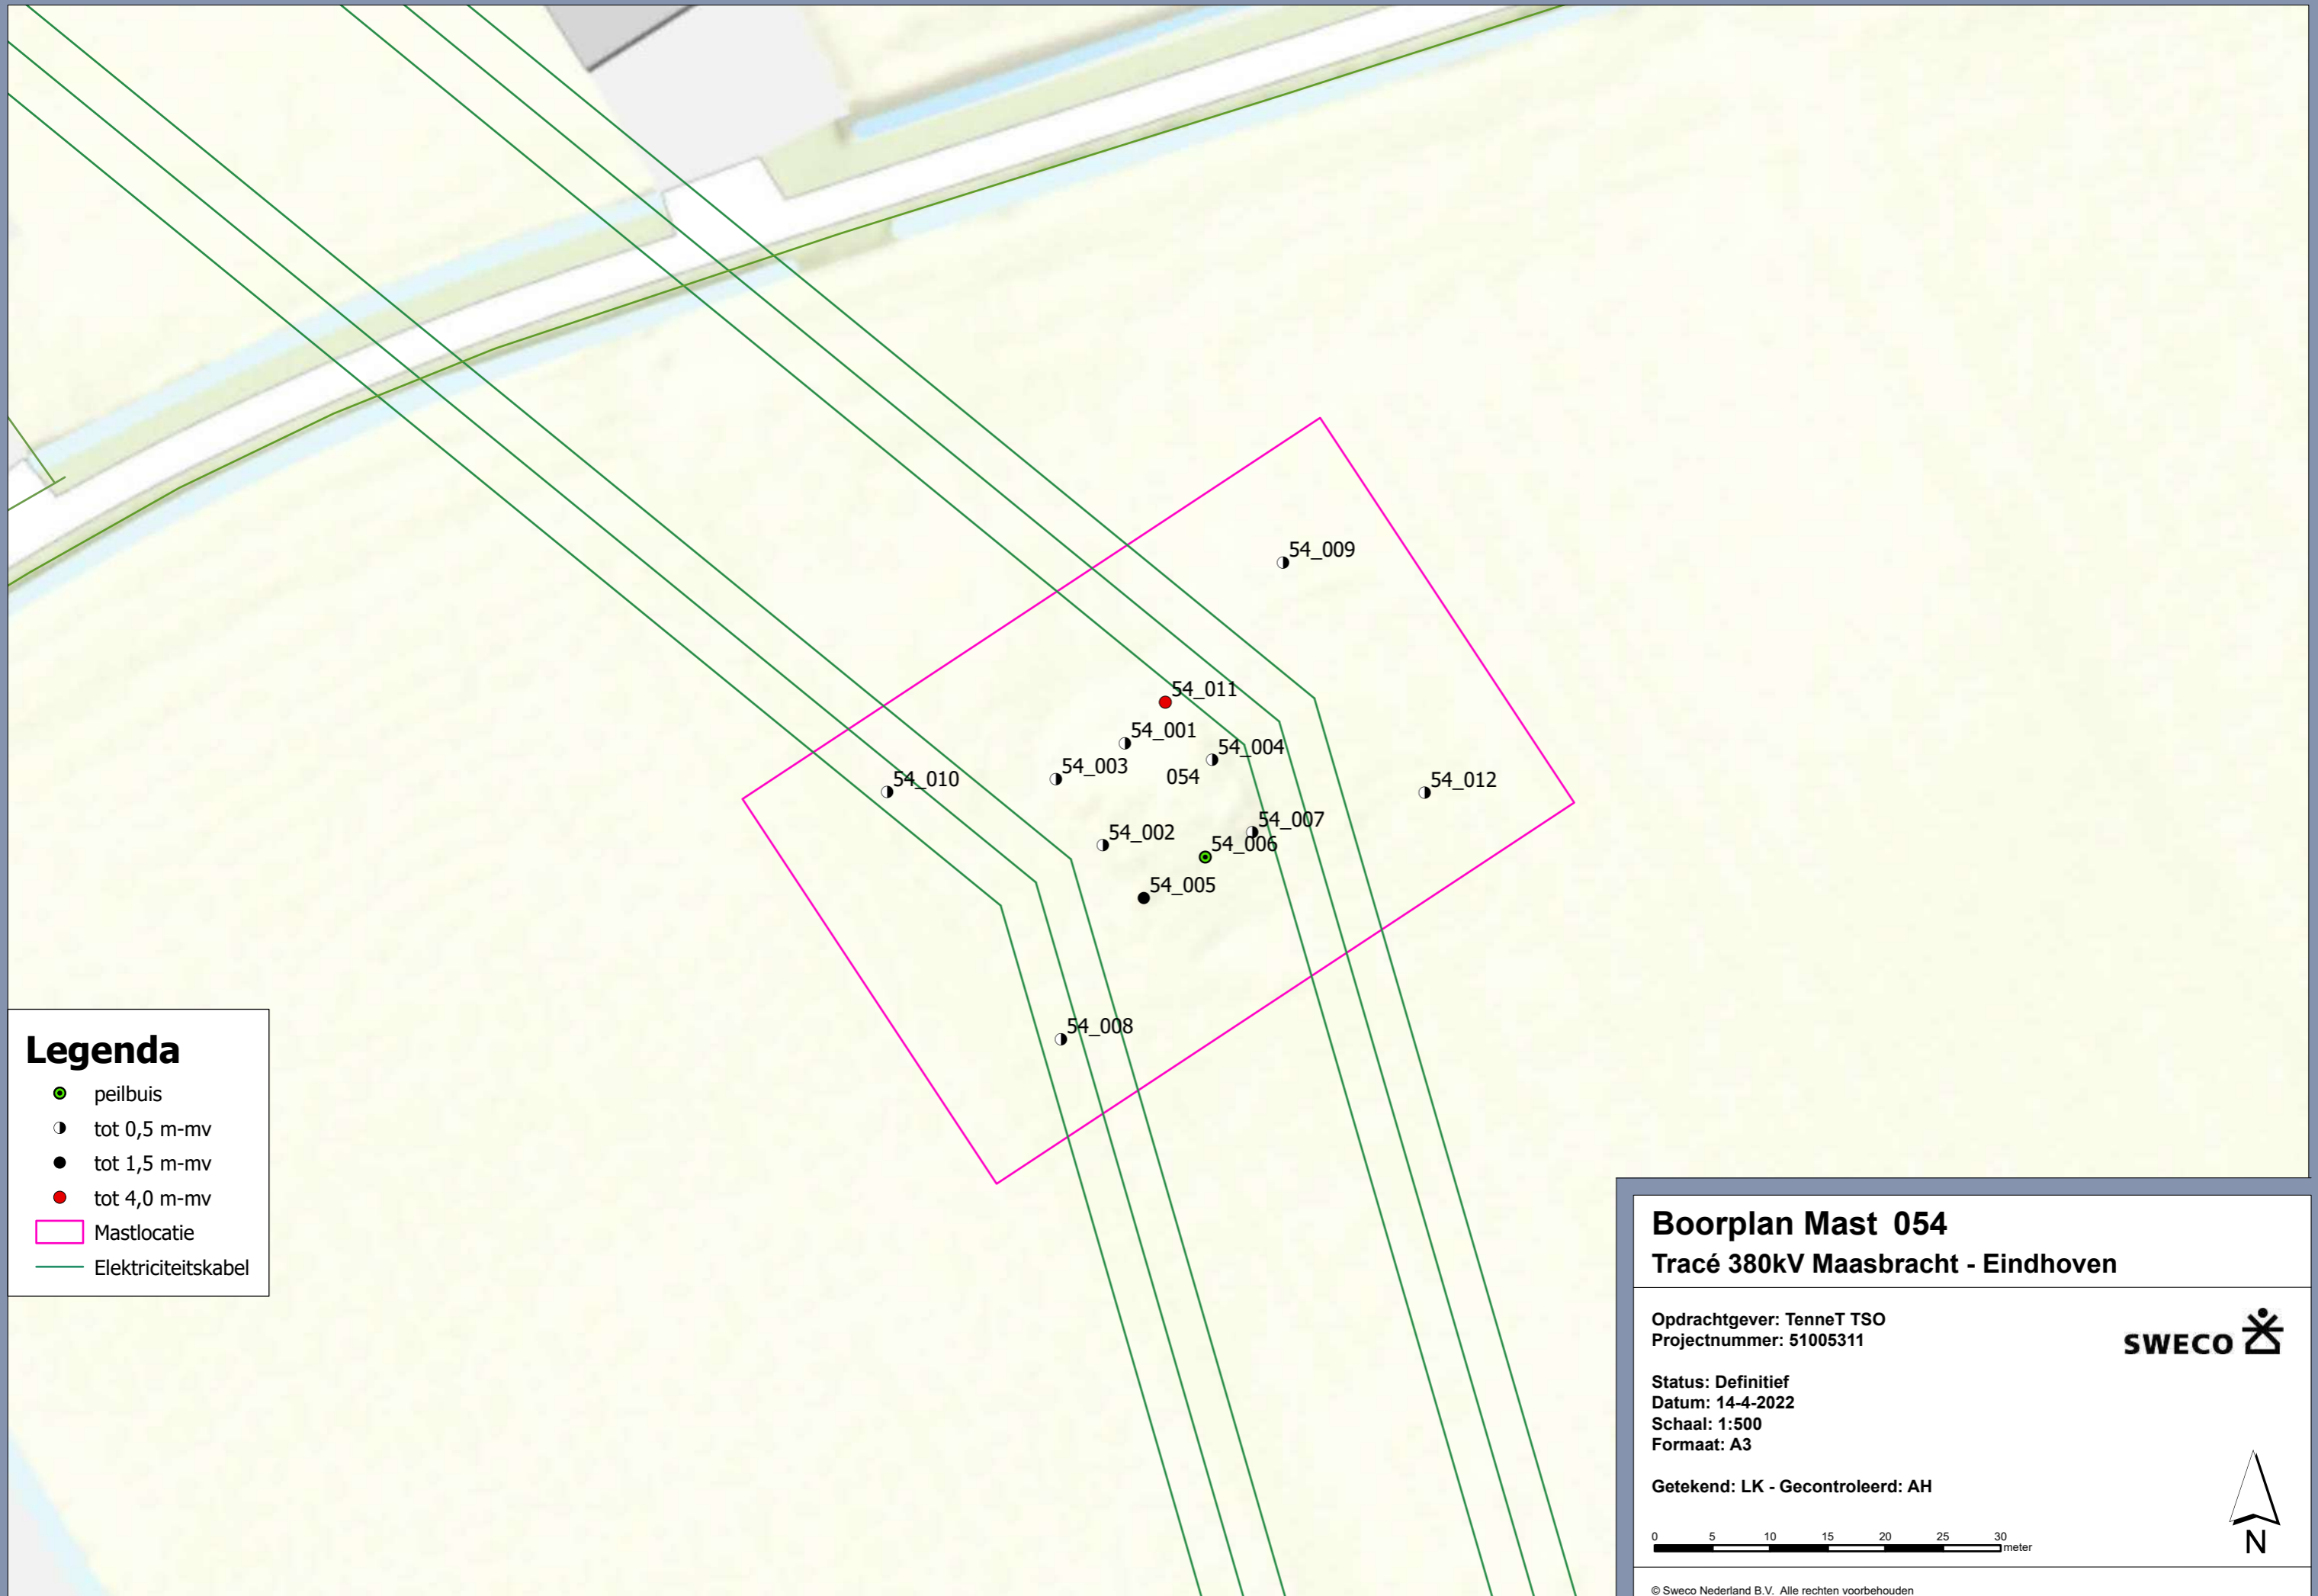 54_009
54_011
54_001
54_004
54_003
054
54_010
54_012
54_007
54_002
54_006
54_005
54_008
Legenda
peilbuis
tot 0,5 m-mv
tot 1,5 m-mv
tot 4,0 m-mv
Mastlocatie
Elektriciteitskabel
Boorplan Mast 054
Tracé 380kV Maasbracht - Eindhoven
Opdrachtgever: TenneT TSO
Projectnummer: 51005311
SWECO
Status: Definitief
Datum: 14-4-2022
Schaal: 1:500
Formaat: A3
Getekend: LK - Gecontroleerd: AH
0 5 10 15 20 25 30
meter
N
© Sweco Nederland B.V. Alle rechten voorbehouden